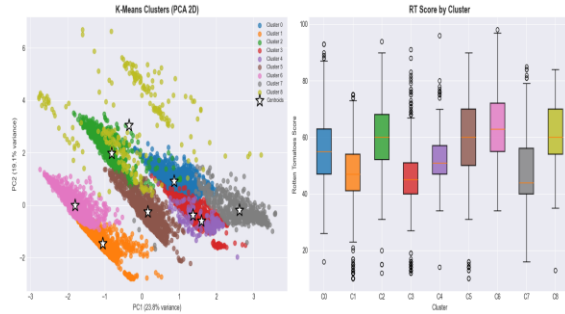 K-Means Clusters (PCA 2D)
PC2 (19.1% variance)
6
4
2
0
−2
−3
−2
−1
0
1
2
3
PC1 (23.8% variance)
Cluster 0
Cluster 1
Cluster 2
Cluster 3
Cluster 4
Cluster 5
Cluster 6
Cluster 7
Cluster 8
Centroids
RT Score by Cluster
Rotten Tomatoes Score
100
80
60
40
20
C0
C1
C2
C3
C4
C5
C6
C7
C8
Cluster